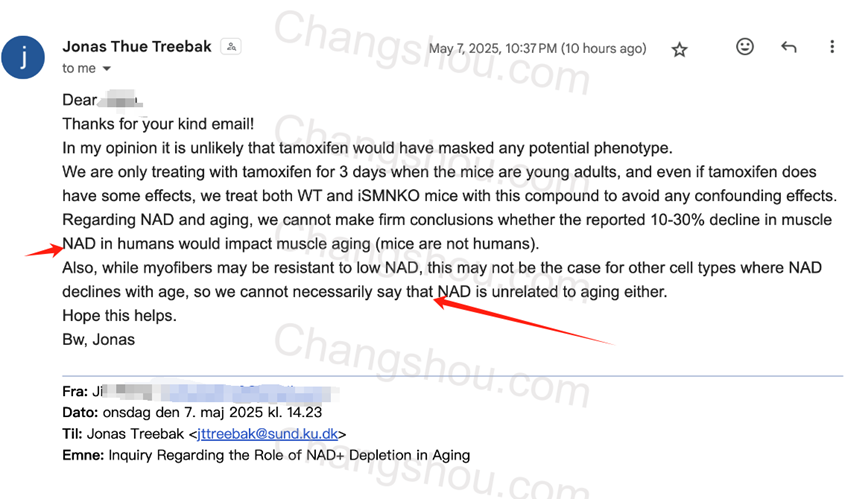 j
Jonas Thue Treebak
May 7, 2025, 10:37 PM (10 hours ago)
to me
Dear
Thanks for your kind email!
In my opinion it is unlikely that tamoxifen would have masked any potential phenotype.
We are only treating with tamoxifen for 3 days when the mice are young adults, and even if tamoxifen does
have some effects, we treat both WT and iSMNKO mice with this compound to avoid any confounding effects.
Regarding NAD and aging, we cannot make firm conclusions whether the reported 10-30% decline in muscle
NAD in humans would impact muscle aging (mice are not humans).
Also, while myofibers may be resistant to low NAD, this may not be the case for other cell types where NAD
declines with age, so we cannot necessarily say that NAD is unrelated to aging either.
Hope this helps.
Bw, Jonas
Fra:
Dato: onsdag den 7. maj 2025 kl. 14.23
Til: Jonas Treebak <jttreebak@sund.ku.dk>
Emne: Inquiry Regarding the Role of NAD+ Depletion in Aging
Changshou.com
Changshou.com
Changshou.com
Changshou.com
Changshou.com